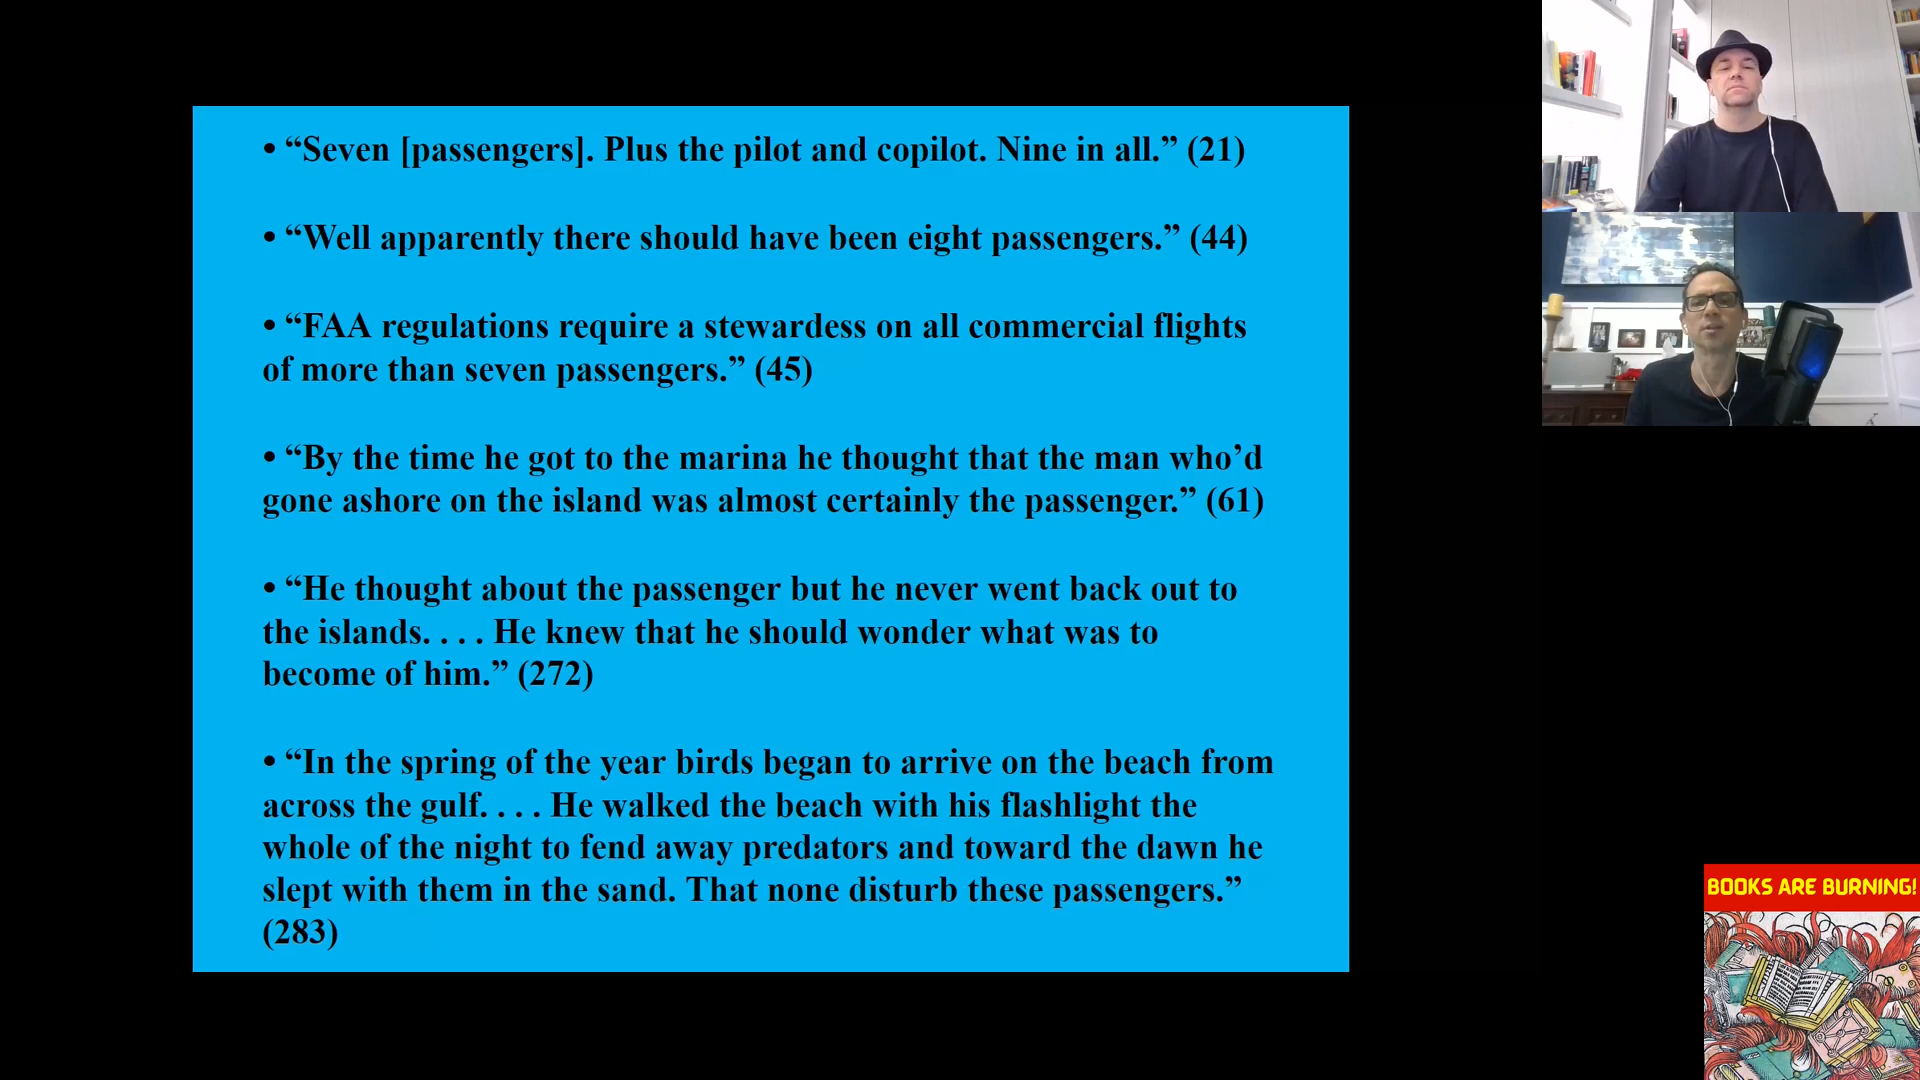 • “Seven [passengers]. Plus the pilot and copilot. Nine in all.” (21)
• “Well apparently there should have been eight passengers.” (44)
• “FAA regulations require a stewardess on all commercial flights
of more than seven passengers.” (45)
• “By the time he got to the marina he thought that the man who’d
gone ashore on the island was almost certainly the passenger.” (61)
• “He thought about the passenger but he never went back out to
the islands. . . . He knew that he should wonder what was to
become of him.” (272)
• “In the spring of the year birds began to arrive on the beach from
across the gulf. . . . He walked the beach with his flashlight the
whole of the night to fend away predators and toward the dawn he
slept with them in the sand. That none disturb these passengers.”
(283)
BOOKS ARE BURNING!